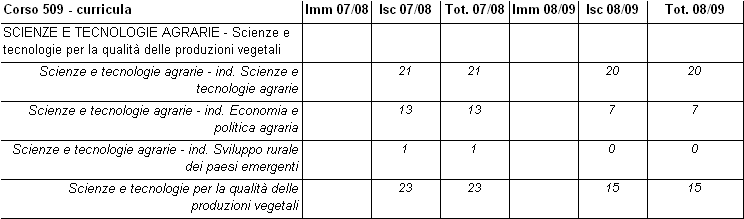 Corso 509 - curricula Imm 07/08 Isc 07/08 Tot. 07/08 Imm 08/09 Isc 08/09 Tot. 08/09
SCIENZE E TECNOLOGIE AGRARIE - Scienze e
tecnologie per la qualità delle produzioni vegetali
Scienze e tecnologie agrarie - ind. Scienze e 21 21 20 20
tecnologie agrarie
Scienze e tecnologie agrarie - ind. Economia e 13 13 7 7
politica agraria
Scienze e tecnologie agrarie - ind. Sviluppo rurale 1 1 0 0
dei paesi emergenti
Scienze e tecnologie per la qualità delle 23 23 15 15
produzioni vegetali